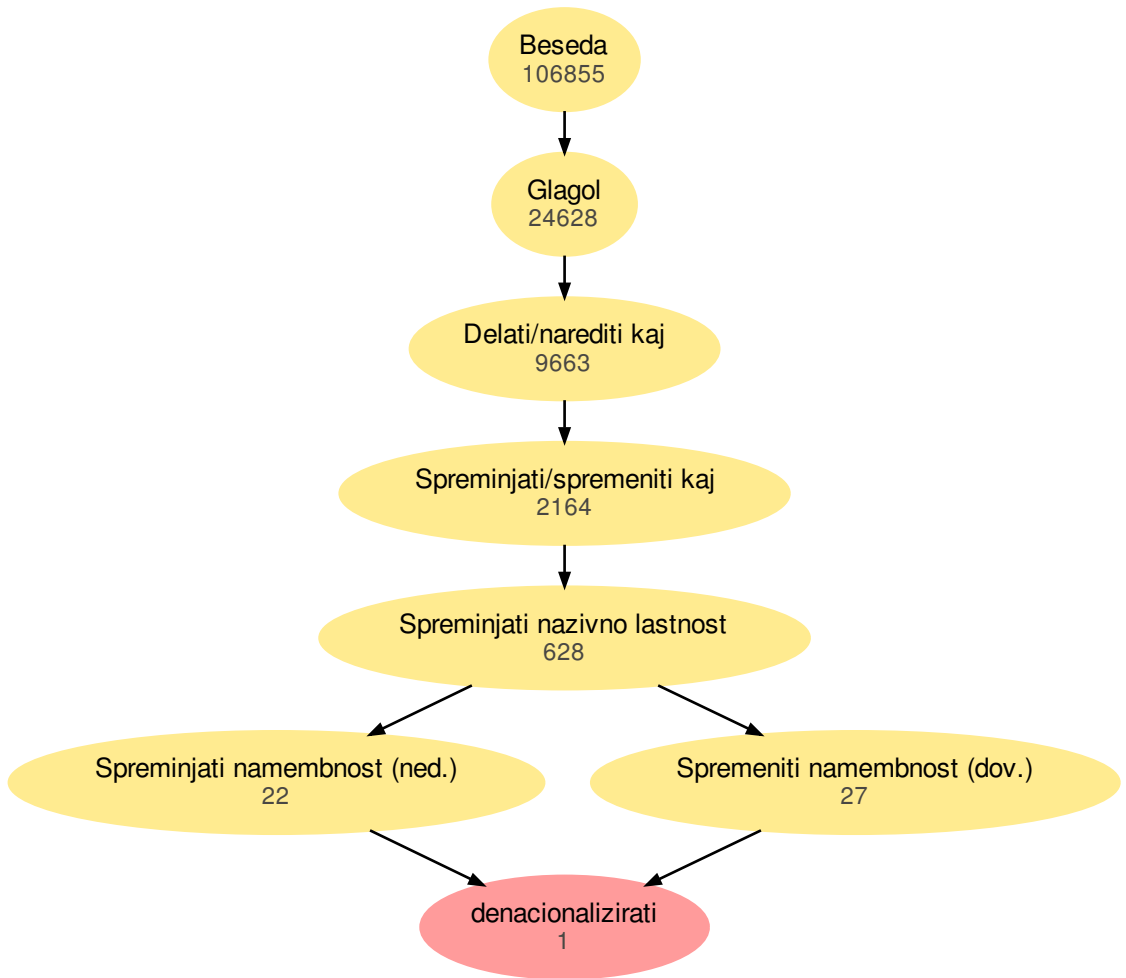 Beseda
106855
Glagol
24628
Delati/narediti kaj
9663
Spreminjati/spremeniti kaj
2164
Spreminjati nazivno lastnost
628
Spreminjati namembnost (ned.)
22
Spremeniti namembnost (dov.)
27
denacionalizirati
1